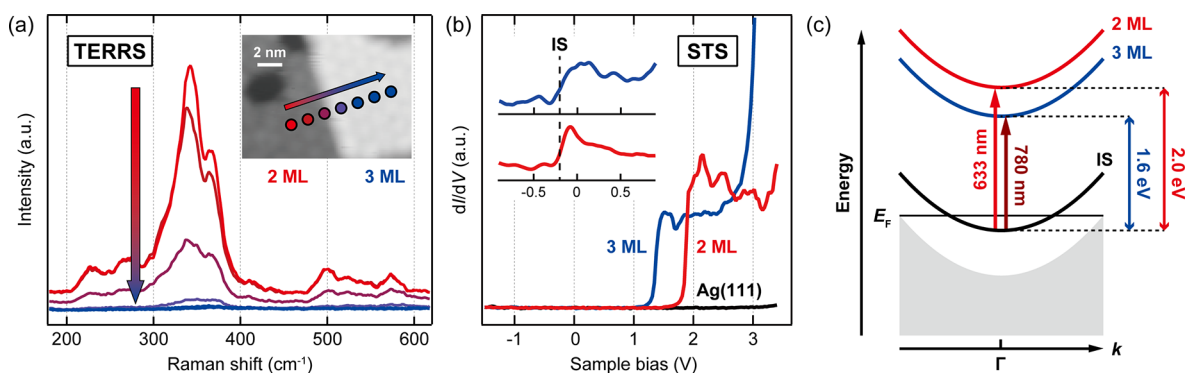 (a)
TERRS
2 nm
2 ML
3 ML
Intensity (a.u.)
200
300
400
500
600
Raman shift (cm⁻¹)
(b)
IS
STS
-0.5
0
0.5
dI/dV (a.u.)
3 ML
2 ML
Ag(111)
-1
0
1
2
3
Sample bias (V)
(c)
2 ML
3 ML
IS
Energy
E_F
633 nm
780 nm
1.6 eV
2.0 eV
Γ
k